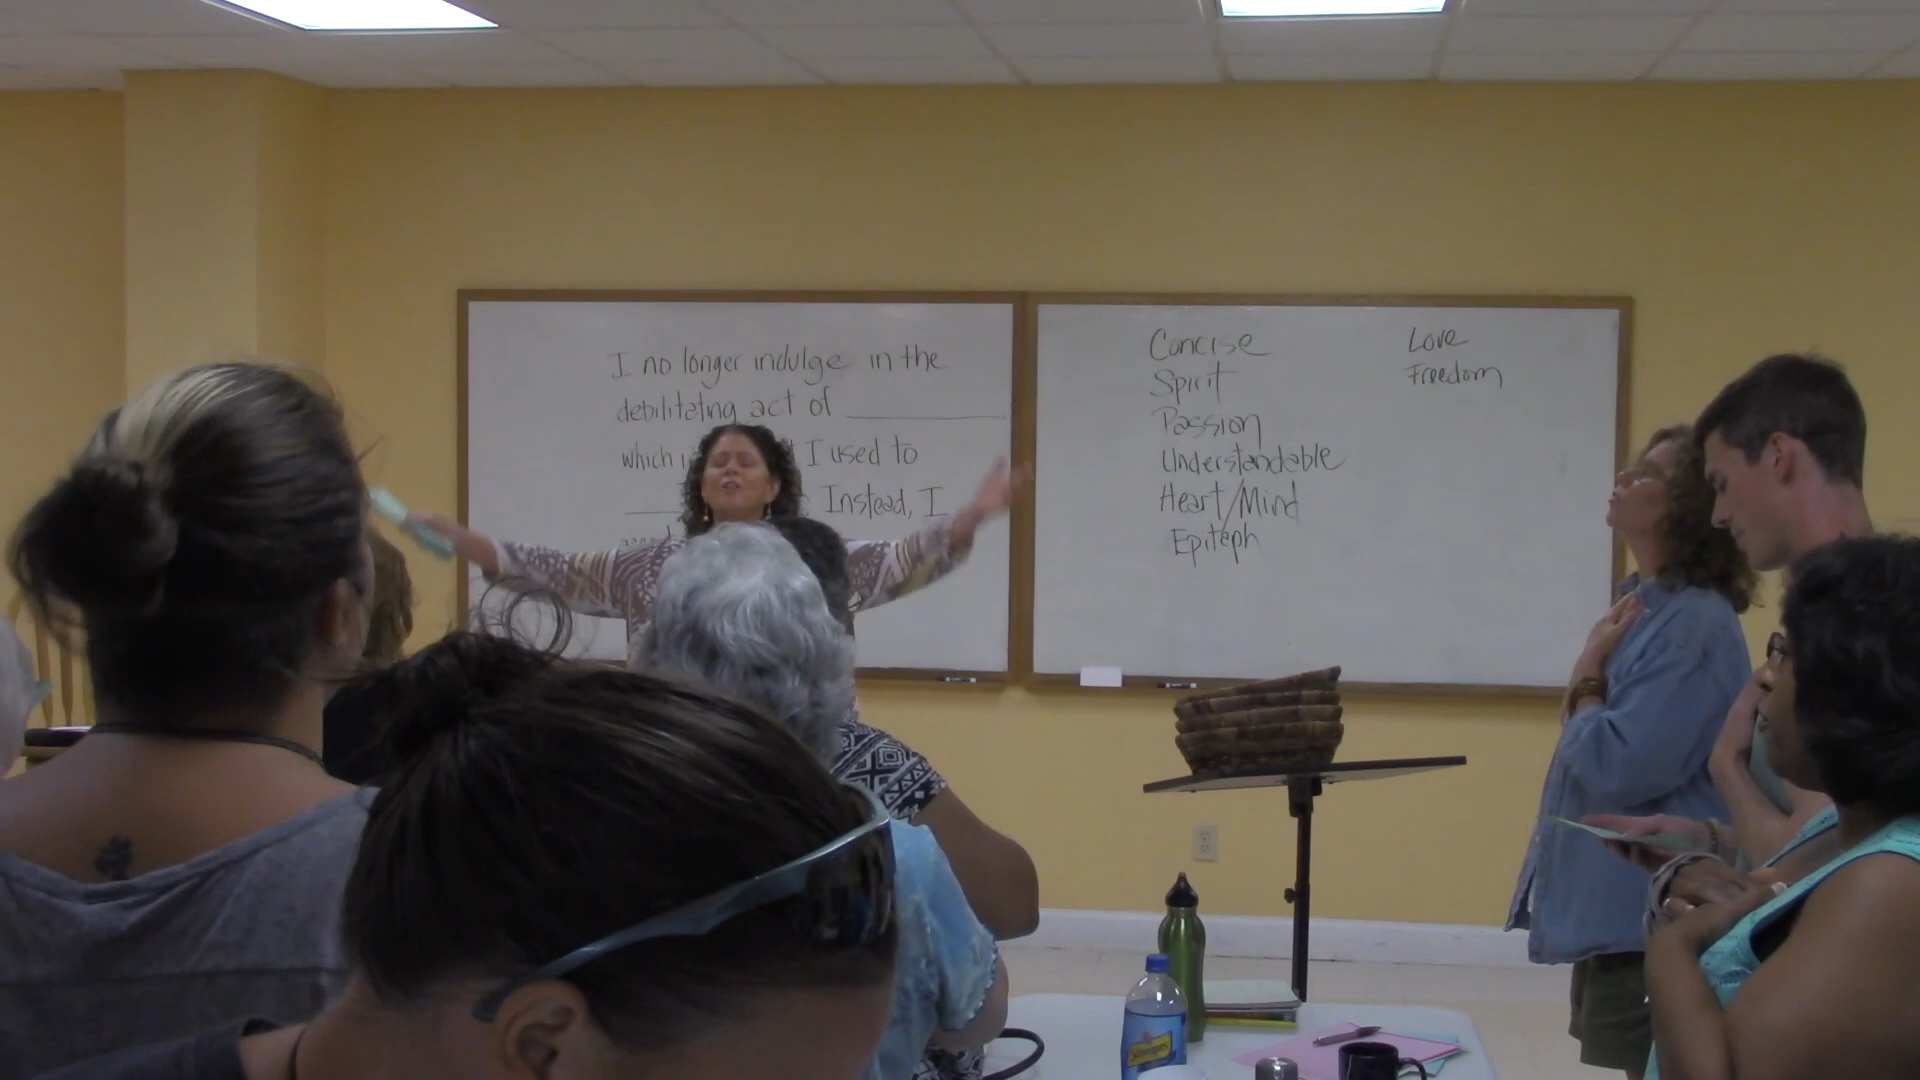 I no longer indulge in the
debilitating act of
which I used to
Instead, I
Concise
Spirit
Passion
Understandable
Heart/Mind
Epiteph
Love
Freedom